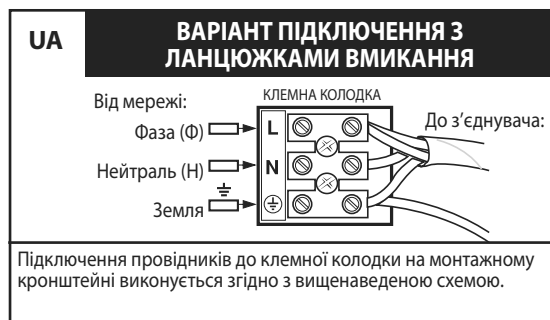 UA
ВАРІАНТ ПІДКЛЮЧЕННЯ З
ЛАНЦЮЖКАМИ ВМИКАННЯ
Від мережі:
КЛЕМНА КОЛОДКА
До з’єднувача:
Фаза (Ф)
L
Нейтраль (Н)
N
Земля
Підключення провідників до клемної колодки на монтажному
кронштейні виконується згідно з вищенаведеною схемою.